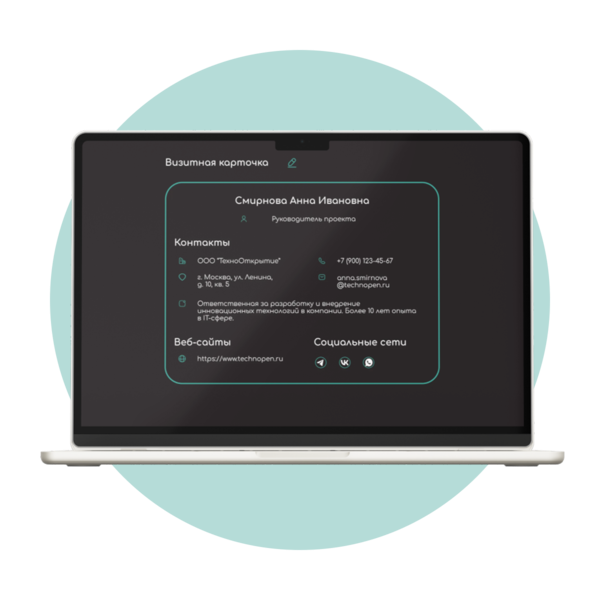 Визитная карточка
Смирнова Анна Ивановна
Руководитель проекта
Контакты
ООО "ТехноОткрытие"
+7 (900) 123-45-67
г. Москва, ул. Ленина,
д. 10, кв. 5
anna.smirnova
@technopen.ru
Ответственная за разработку и внедрение
инновационных технологий в компании. Более 10 лет опыта
в IT-сфере.
Веб-сайты
Социальные сети
https://www.technopen.ru